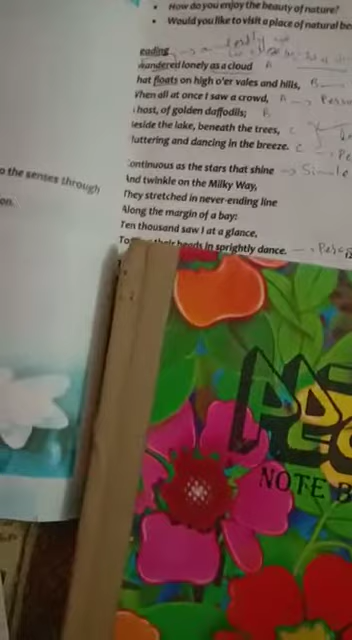 How do you enjoy the beauty of nature?
Would you like to visit a place of natural be
eading
wandered lonely as a cloud A
hat floats on high o'er vales and hills, B
When all at once I saw a crowd, A
host, of golden daffodils;
eside the lake, beneath the trees, C
luttering and dancing in the breeze. C
ontinuous as the stars that shine → Simile
And twinkle on the Milky Way,
They stretched in never-ending line
Along the margin of a bay:
Ten thousand saw I at a glance,
heads in sprightly dance.
o the senses through
on.
NOTE B